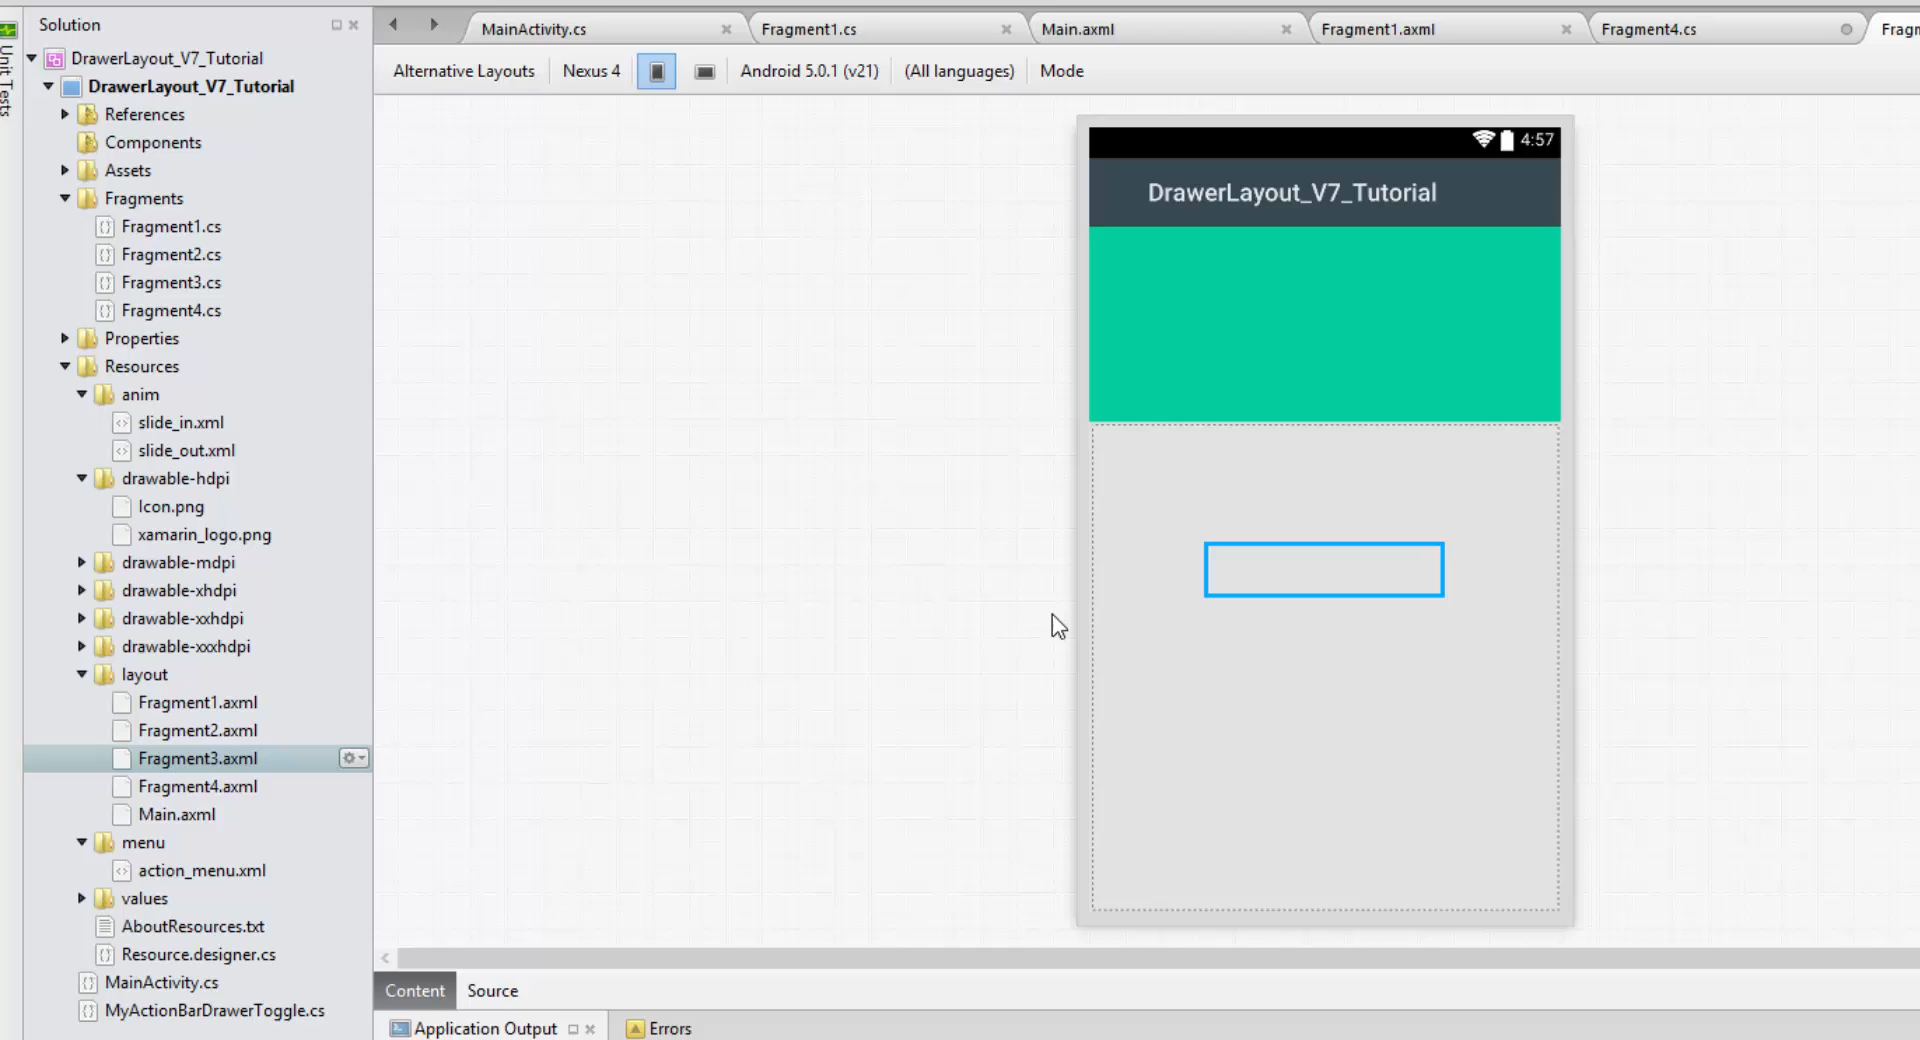 Solution
Unit Tests
DrawerLayout_V7_Tutorial
DrawerLayout_V7_Tutorial
References
Components
Assets
Fragments
Fragment1.cs
Fragment2.cs
Fragment3.cs
Fragment4.cs
Properties
Resources
anim
slide_in.xml
slide_out.xml
drawable-hdpi
Icon.png
xamarin_logo.png
drawable-mdpi
drawable-xhdpi
drawable-xxhdpi
drawable-xxxhdpi
layout
Fragment1.axml
Fragment2.axml
Fragment3.axml
Fragment4.axml
Main.axml
menu
action_menu.xml
values
AboutResources.txt
Resource.designer.cs
MainActivity.cs
MyActionBarDrawerToggle.cs
MainActivity.cs Fragment1.cs Main.axml Fragment1.axml Fragment4.cs Fragm
Alternative Layouts Nexus 4 Android 5.0.1 (v21) (All languages) Mode
4:57
DrawerLayout_V7_Tutorial
Content Source
Application Output Errors